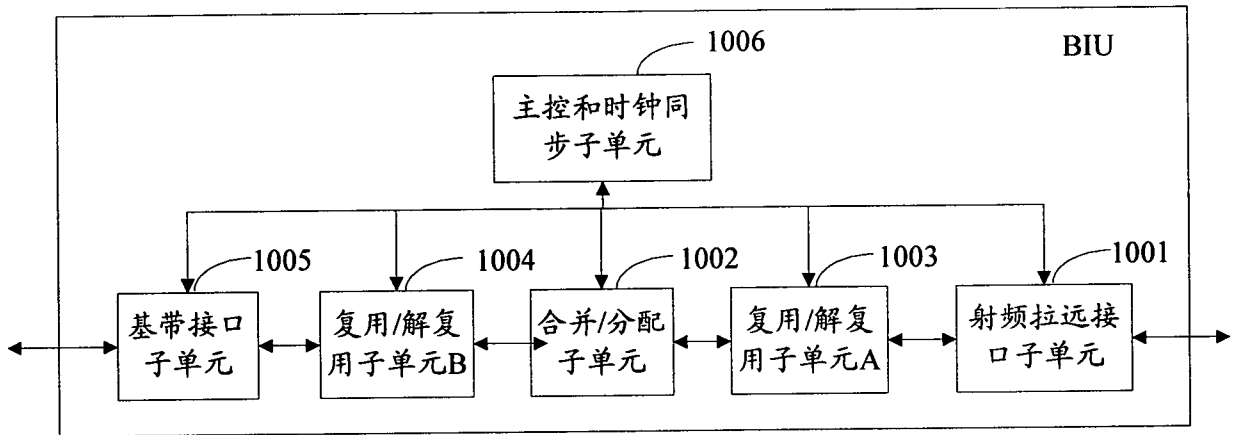 1006
BIU
主控和时钟同
步子单元
1005
1004
1002
1003
1001
基带接口
子单元
复用/解复
用子单元B
合并/分配
子单元
复用/解复
用子单元A
射频拉远接
口子单元